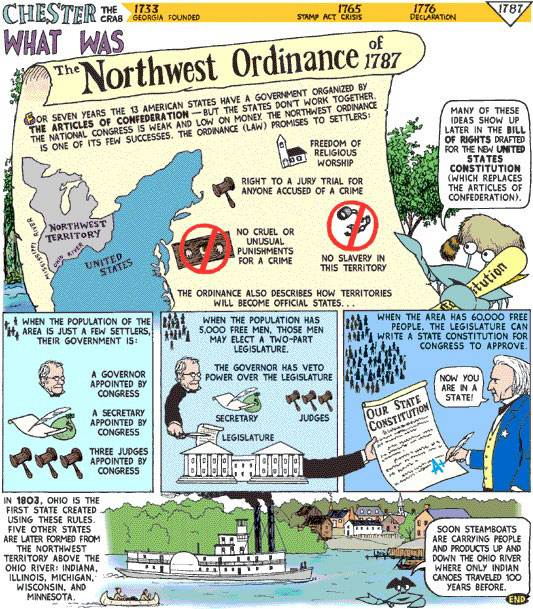 CHESTER THE CRAB
1733
GEORGIA FOUNDED
1765
STAMP ACT CRISIS
1776
DECLARATION
1787
WHAT WAS
The Northwest Ordinance of 1787
FOR SEVEN YEARS THE 13 AMERICAN STATES HAVE A GOVERNMENT ORGANIZED BY
THE ARTICLES OF CONFEDERATION — BUT THE STATES DON'T WORK TOGETHER.
THE NATIONAL CONGRESS IS WEAK AND LOW ON MONEY. THE NORTHWEST ORDINANCE
IS ONE OF ITS FEW SUCCESSES. THE ORDINANCE (LAW) PROMISES TO SETTLERS:
FREEDOM OF
RELIGIOUS
WORSHIP
RIGHT TO A JURY TRIAL FOR
ANYONE ACCUSED OF A CRIME
NO CRUEL OR
UNUSUAL
PUNISHMENTS
FOR A CRIME
NO SLAVERY IN
THIS TERRITORY
NORTHWEST
TERRITORY
MISSISSIPPI RIVER
OHIO RIVER
UNITED
STATES
THE ORDINANCE ALSO DESCRIBES HOW TERRITORIES
WILL BECOME OFFICIAL STATES...
MANY OF THESE
IDEAS SHOW UP
LATER IN THE BILL
OF RIGHTS DRAFTED
FOR THE NEW UNITED
STATES
CONSTITUTION
(WHICH REPLACES
THE ARTICLES OF
CONFEDERATION).
WHEN THE POPULATION OF THE
AREA IS JUST A FEW SETTLERS,
THEIR GOVERNMENT IS:
A GOVERNOR
APPOINTED BY
CONGRESS
A SECRETARY
APPOINTED BY
CONGRESS
THREE JUDGES
APPOINTED BY
CONGRESS
WHEN THE POPULATION HAS
5,000 FREE MEN, THOSE MEN
MAY ELECT A TWO-PART
LEGISLATURE.
THE GOVERNOR HAS VETO
POWER OVER THE LEGISLATURE
SECRETARY
JUDGES
LEGISLATURE
WHEN THE AREA HAS 60,000 FREE
PEOPLE, THE LEGISLATURE CAN
WRITE A STATE CONSTITUTION FOR
CONGRESS TO APPROVE.
NOW YOU
ARE IN A
STATE!
OUR STATE
CONSTITUTION
A+
IN 1803, OHIO IS THE
FIRST STATE CREATED
USING THESE RULES.
FIVE OTHER STATES
ARE LATER FORMED FROM
THE NORTHWEST
TERRITORY ABOVE THE
OHIO RIVER: INDIANA,
ILLINOIS, MICHIGAN,
WISCONSIN, AND
MINNESOTA.
SOON STEAMBOATS
ARE CARRYING PEOPLE
AND PRODUCTS UP AND
DOWN THE OHIO RIVER
WHERE ONLY INDIAN
CANOES TRAVELED 100
YEARS BEFORE.
END